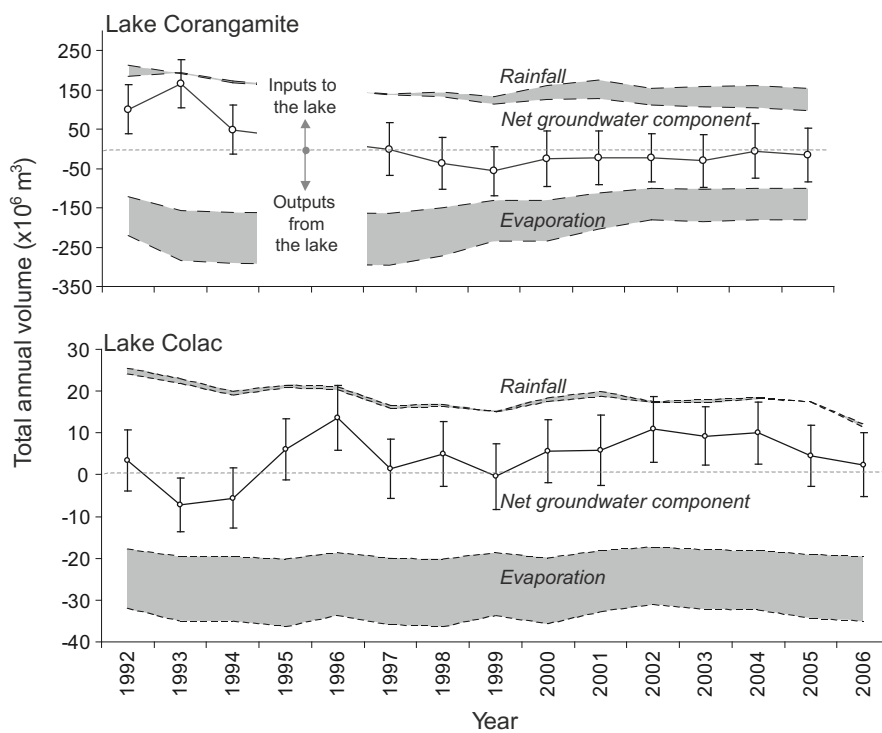 Lake Corangamite
250
150
50
-50
-150
-250
-350
Rainfall
Inputs to
the lake
Net groundwater component
Outputs
from
the lake
Evaporation
Total annual volume (x10⁶ m³)
Lake Colac
30
20
10
0
-10
-20
-30
-40
Rainfall
Net groundwater component
Evaporation
1992
1993
1994
1995
1996
1997
1998
1999
2000
2001
2002
2003
2004
2005
2006
Year